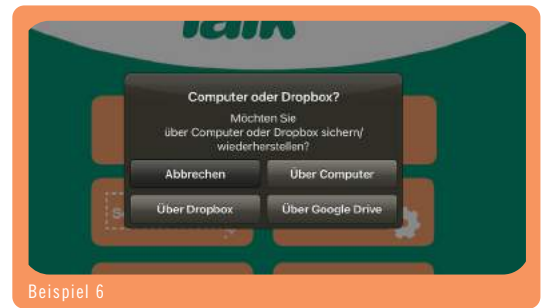 Talk
Computer oder Dropbox?
Möchten Sie
über Computer oder Dropbox sichern/
wiederherstellen?
Abbrechen
Über Computer
Über Dropbox
Über Google Drive
Beispiel 6